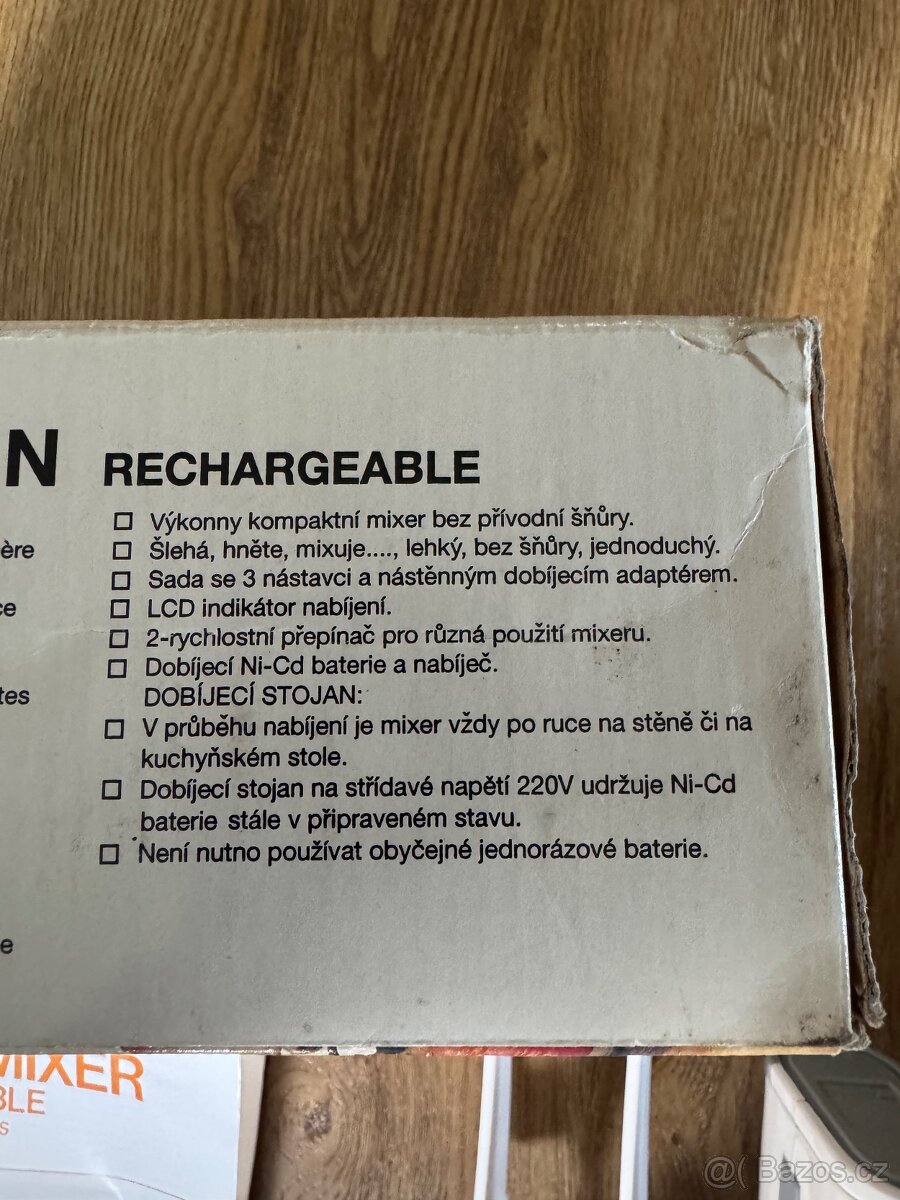 N
RECHARGEABLE
☐ Výkonny kompaktní mixer bez přívodní šňůry.
ère
☐ Šlehá, hněte, mixuje...., lehký, bez šňůry, jednoduchý.
☐ Sada se 3 nástavci a nástěnným dobíjecím adaptérem.
ce
☐ LCD indikátor nabíjení.
☐ 2-rychlostní přepínač pro různá použití mixeru.
☐ Dobíjecí Ni-Cd baterie a nabíječ.
tes
DOBÍJECÍ STOJAN:
☐ V průběhu nabíjení je mixer vždy po ruce na stěně či na
kuchyňském stole.
☐ Dobíjecí stojan na střídavé napětí 220V udržuje Ni-Cd
baterie stále v připraveném stavu.
☐ Není nutno používat obyčejné jednorázové baterie.
e
MIXER
BLE
S
@( Bazos.cz